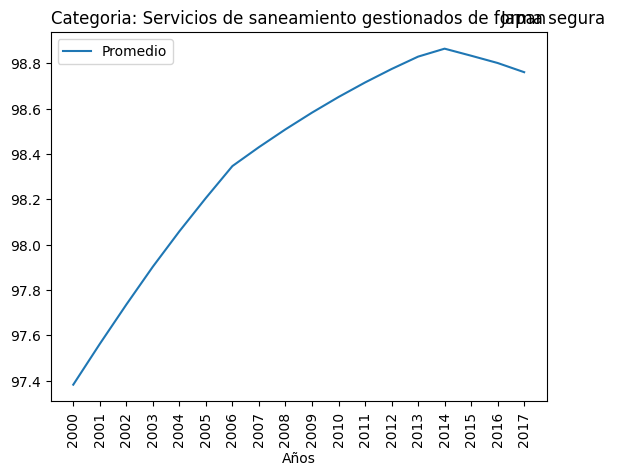 Categoria: Servicios de saneamiento gestionados de forma segura
Japan
Promedio
98.8
98.6
98.4
98.2
98.0
97.8
97.6
97.4
2000 2001 2002 2003 2004 2005 2006 2007 2008 2009 2010 2011 2012 2013 2014 2015 2016 2017
Años